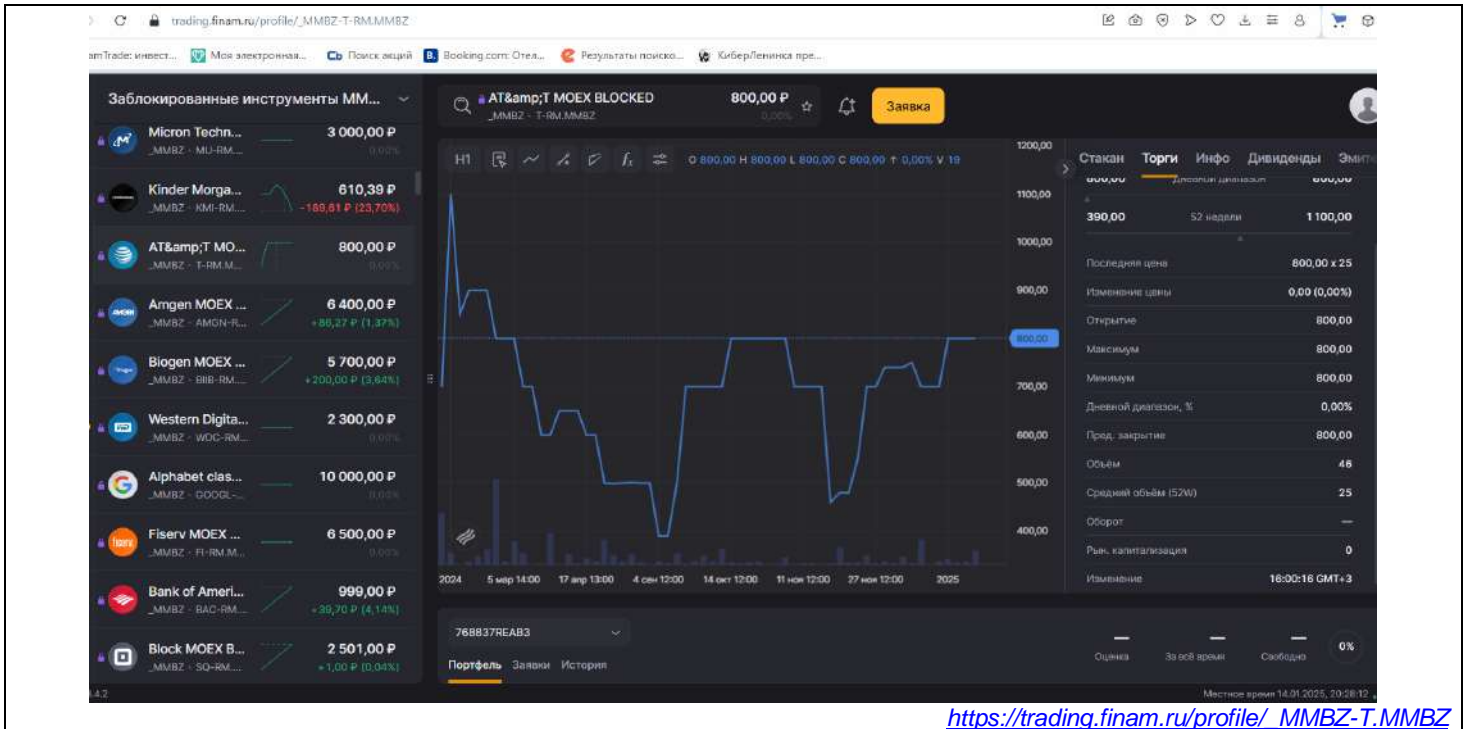 trading.finam.ru/profile/_MMBZ-T-RM.MMBZ
amTrade: инвест... Моя электронная... Поиск акций Booking.com: Отел... Результаты поиско... КиберЛенинка пре...
Заблокированные инструменты ММ...
AT&amp;T MOEX BLOCKED 800,00 ₽
_MMBZ - T-RM.MMBZ 0,00%
Заявка
Micron Techn... 3 000,00 ₽
_MMBZ - MU-RM.... 0,00%
Kinder Morga... 610,39 ₽
_MMBZ - KMI-RM.... -189,61 ₽ (23,70%)
AT&amp;T MO... 800,00 ₽
_MMBZ - T-RM.M... 0,00%
Amgen MOEX ... 6 400,00 ₽
_MMBZ - AMGN-R... +86,27 ₽ (1,37%)
Biogen MOEX ... 5 700,00 ₽
_MMBZ - BIIB-RM.... +200,00 ₽ (3,64%)
Western Digita... 2 300,00 ₽
_MMBZ - WDC-RM.... 0,00%
Alphabet clas... 10 000,00 ₽
_MMBZ - GOOGL-... 0,00%
Fiserv MOEX ... 6 500,00 ₽
_MMBZ - FI-RM.M... 0,00%
Bank of Ameri... 999,00 ₽
_MMBZ - BAC-RM.... +39,70 ₽ (4,14%)
Block MOEX B... 2 501,00 ₽
_MMBZ - SQ-RM.... +1,00 ₽ (0,04%)
H1 O 800,00 H 800,00 L 800,00 C 800,00 ↑ 0,00% V 19
1200,00
1100,00
1000,00
900,00
800,00
700,00
600,00
500,00
400,00
2024 5 мар 14:00 17 апр 13:00 4 сен 12:00 14 окт 12:00 11 ноя 12:00 27 ноя 12:00 2025
Стакан Торги Инфо Дивиденды Эмите
800,00 Дневной диапазон 800,00
390,00 52 недели 1 100,00
Последняя цена 800,00 x 25
Изменение цены 0,00 (0,00%)
Открытие 800,00
Максимум 800,00
Минимум 800,00
Дневной диапазон, % 0,00%
Пред. закрытие 800,00
Объём 46
Средний объём (52W) 25
Оборот —
Рын. капитализация 0
Изменение 16:00:16 GMT+3
768837REAB3
Портфель Заявки История
— — — 0%
Оценка За всё время Свободно
4.2
Местное время 14.01.2025, 20:28:12
https://trading.finam.ru/profile/_MMBZ-T.MMBZ